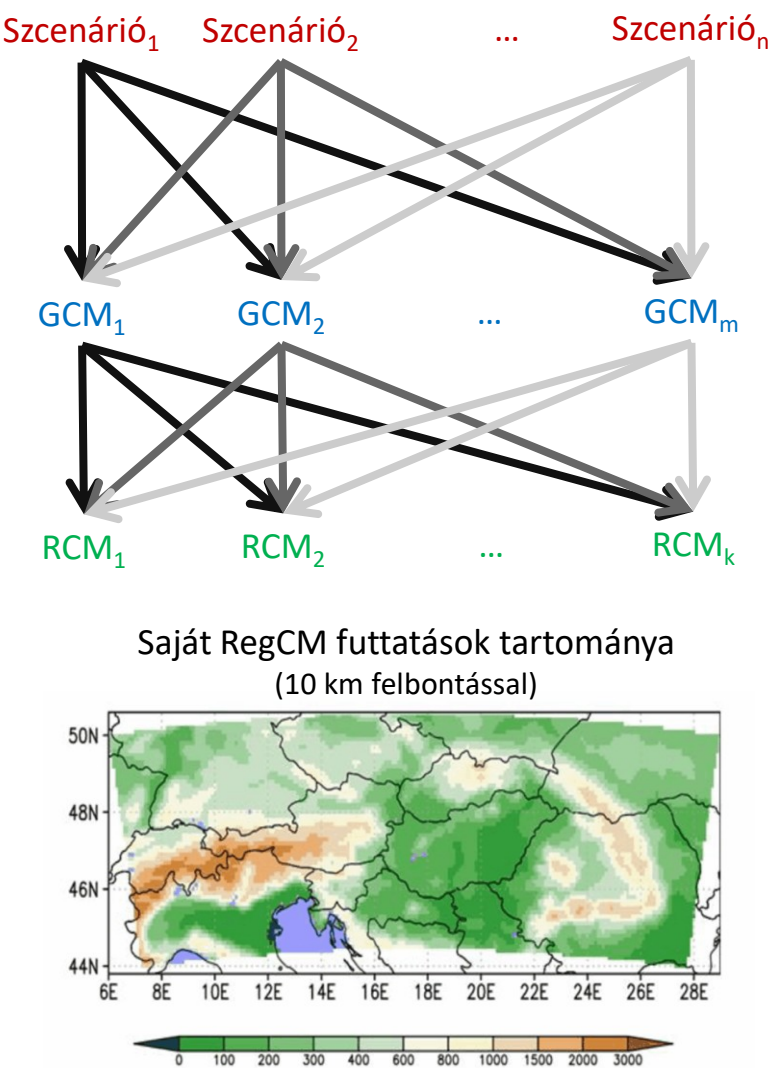 Szcenárió₁ Szcenárió₂ ... Szcenárióₙ
GCM₁ GCM₂ ... GCMₘ
RCM₁ RCM₂ ... RCMₖ
Saját RegCM futtatások tartománya
(10 km felbontással)
50N
48N
46N
44N
6E 8E 10E 12E 14E 16E 18E 20E 22E 24E 26E 28E
0 100 200 300 400 600 800 1000 1500 2000 3000